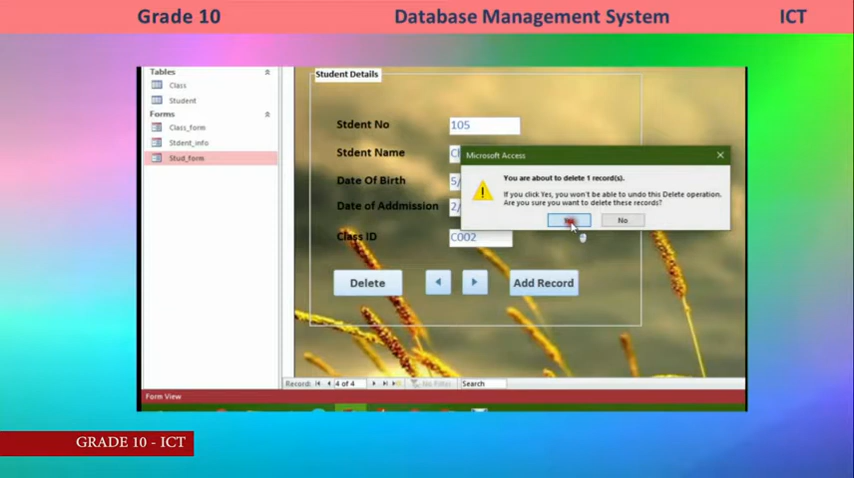 Grade 10
Database Management System
ICT
Tables
Class
Student
Forms
Class_form
Stdent_info
Stud_form
Student Details
Stdent No
105
Stdent Name
Date Of Birth
5/
Date of Addmission
2/
Class ID
C002
Microsoft Access
You are about to delete 1 record(s).
If you click Yes, you won't be able to undo this Delete operation.
Are you sure you want to delete these records?
No
Delete
Add Record
Record:
4 of 4
No Filter
Search
Form View
GRADE 10 - ICT